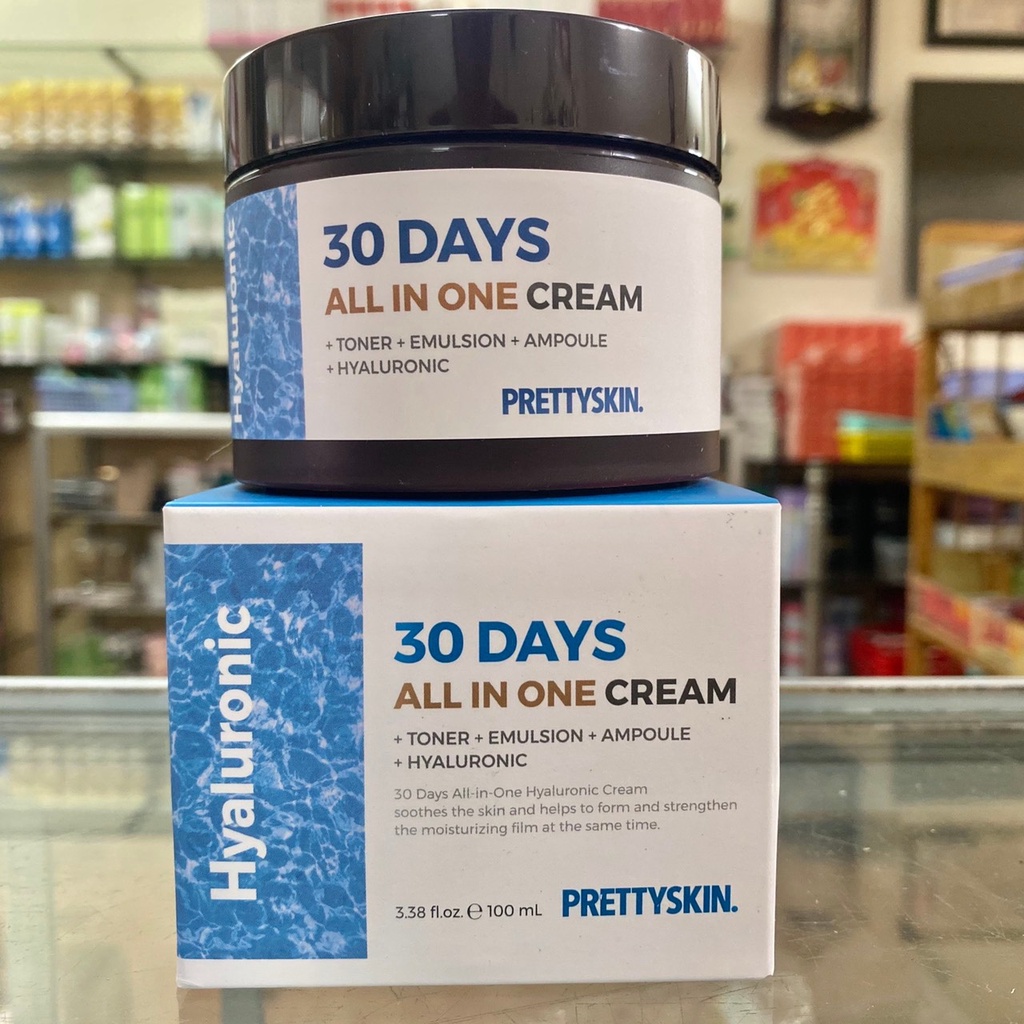 Hyaluronic
30 DAYS
ALL IN ONE CREAM
+ TONER + EMULSION + AMPOULE
+ HYALURONIC
PRETTYSKIN.
Hyaluronic
30 DAYS
ALL IN ONE CREAM
+ TONER + EMULSION + AMPOULE
+ HYALURONIC
30 Days All-in-One Hyaluronic Cream
soothes the skin and helps to form and strengthen
the moisturizing film at the same time.
3.38 fl.oz. ℮ 100 mL
PRETTYSKIN.